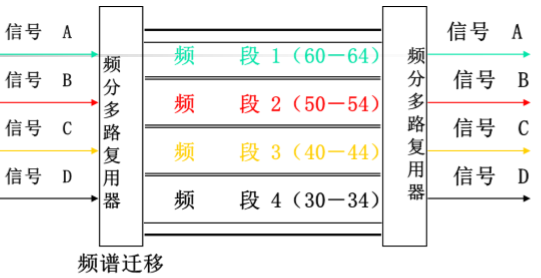 信号 A
信号 B
信号 C
信号 D
频分多路复用器
频 段 1（60－64）
频 段 2（50－54）
频 段 3（40－44）
频 段 4（30－34）
频分多路复用器
信号 A
信号 B
信号 C
信号 D
频谱迁移